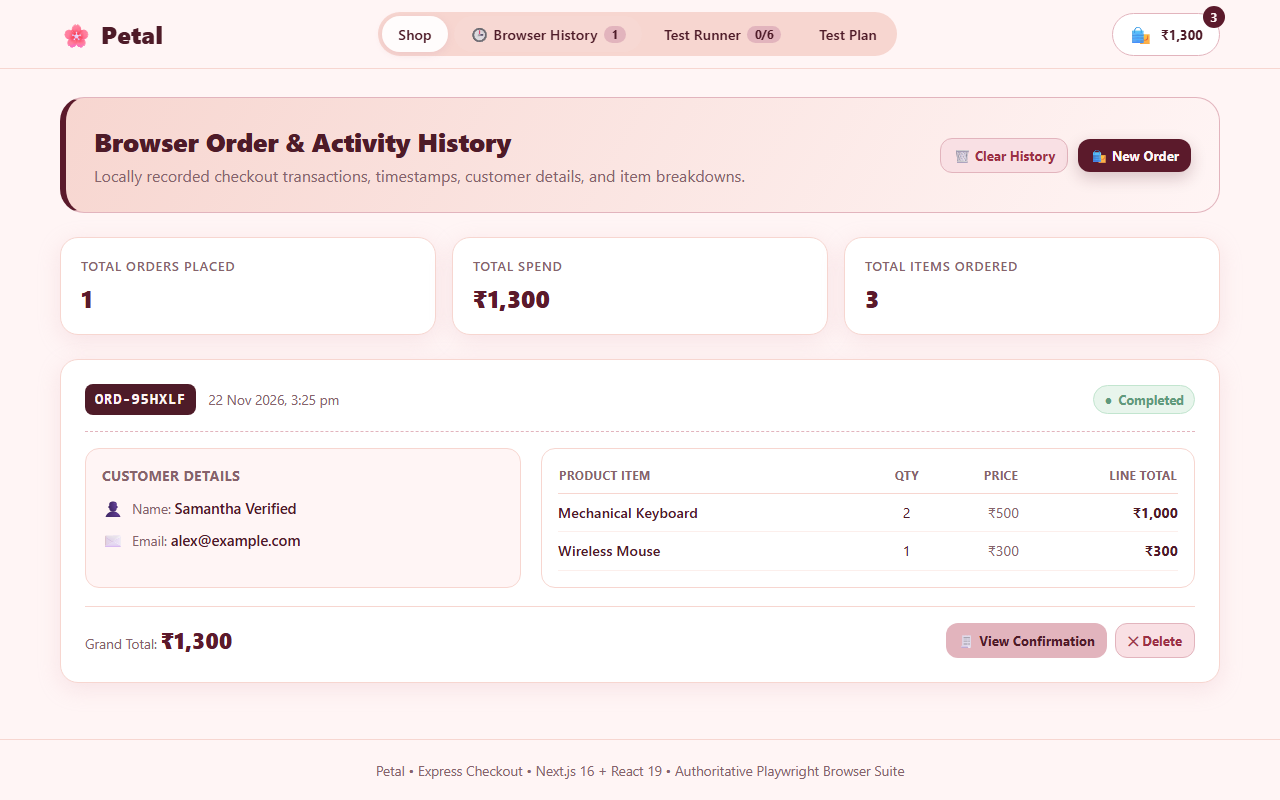 Petal
Shop
Browser History 1
Test Runner 0/6
Test Plan
₹1,300
3
Browser Order & Activity History
Locally recorded checkout transactions, timestamps, customer details, and item breakdowns.
Clear History
New Order
TOTAL ORDERS PLACED
1
TOTAL SPEND
₹1,300
TOTAL ITEMS ORDERED
3
ORD-95HXLF 22 Nov 2026, 3:25 pm
● Completed
CUSTOMER DETAILS
Name: Samantha Verified
Email: alex@example.com
PRODUCT ITEM QTY PRICE LINE TOTAL
Mechanical Keyboard 2 ₹500 ₹1,000
Wireless Mouse 1 ₹300 ₹300
Grand Total: ₹1,300
View Confirmation
✕ Delete
Petal • Express Checkout • Next.js 16 + React 19 • Authoritative Playwright Browser Suite